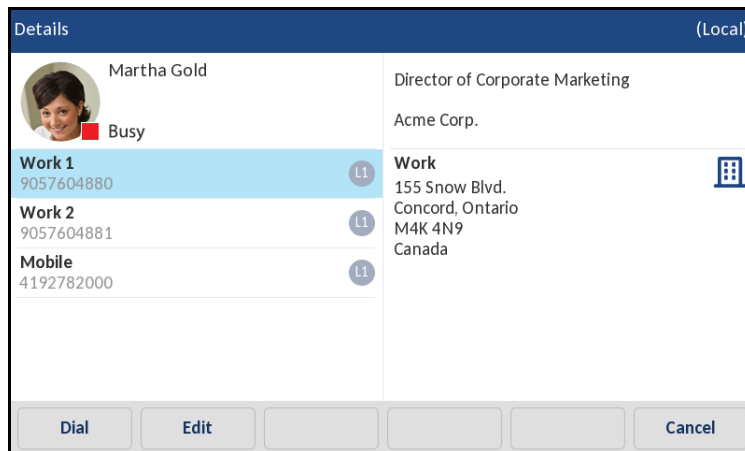 Details
(Local)
Martha Gold
Busy
Director of Corporate Marketing
Acme Corp.
Work 1
9057604880
L1
Work 2
9057604881
L1
Mobile
4192782000
L1
Work
155 Snow Blvd.
Concord, Ontario
M4K 4N9
Canada
Dial
Edit
Cancel